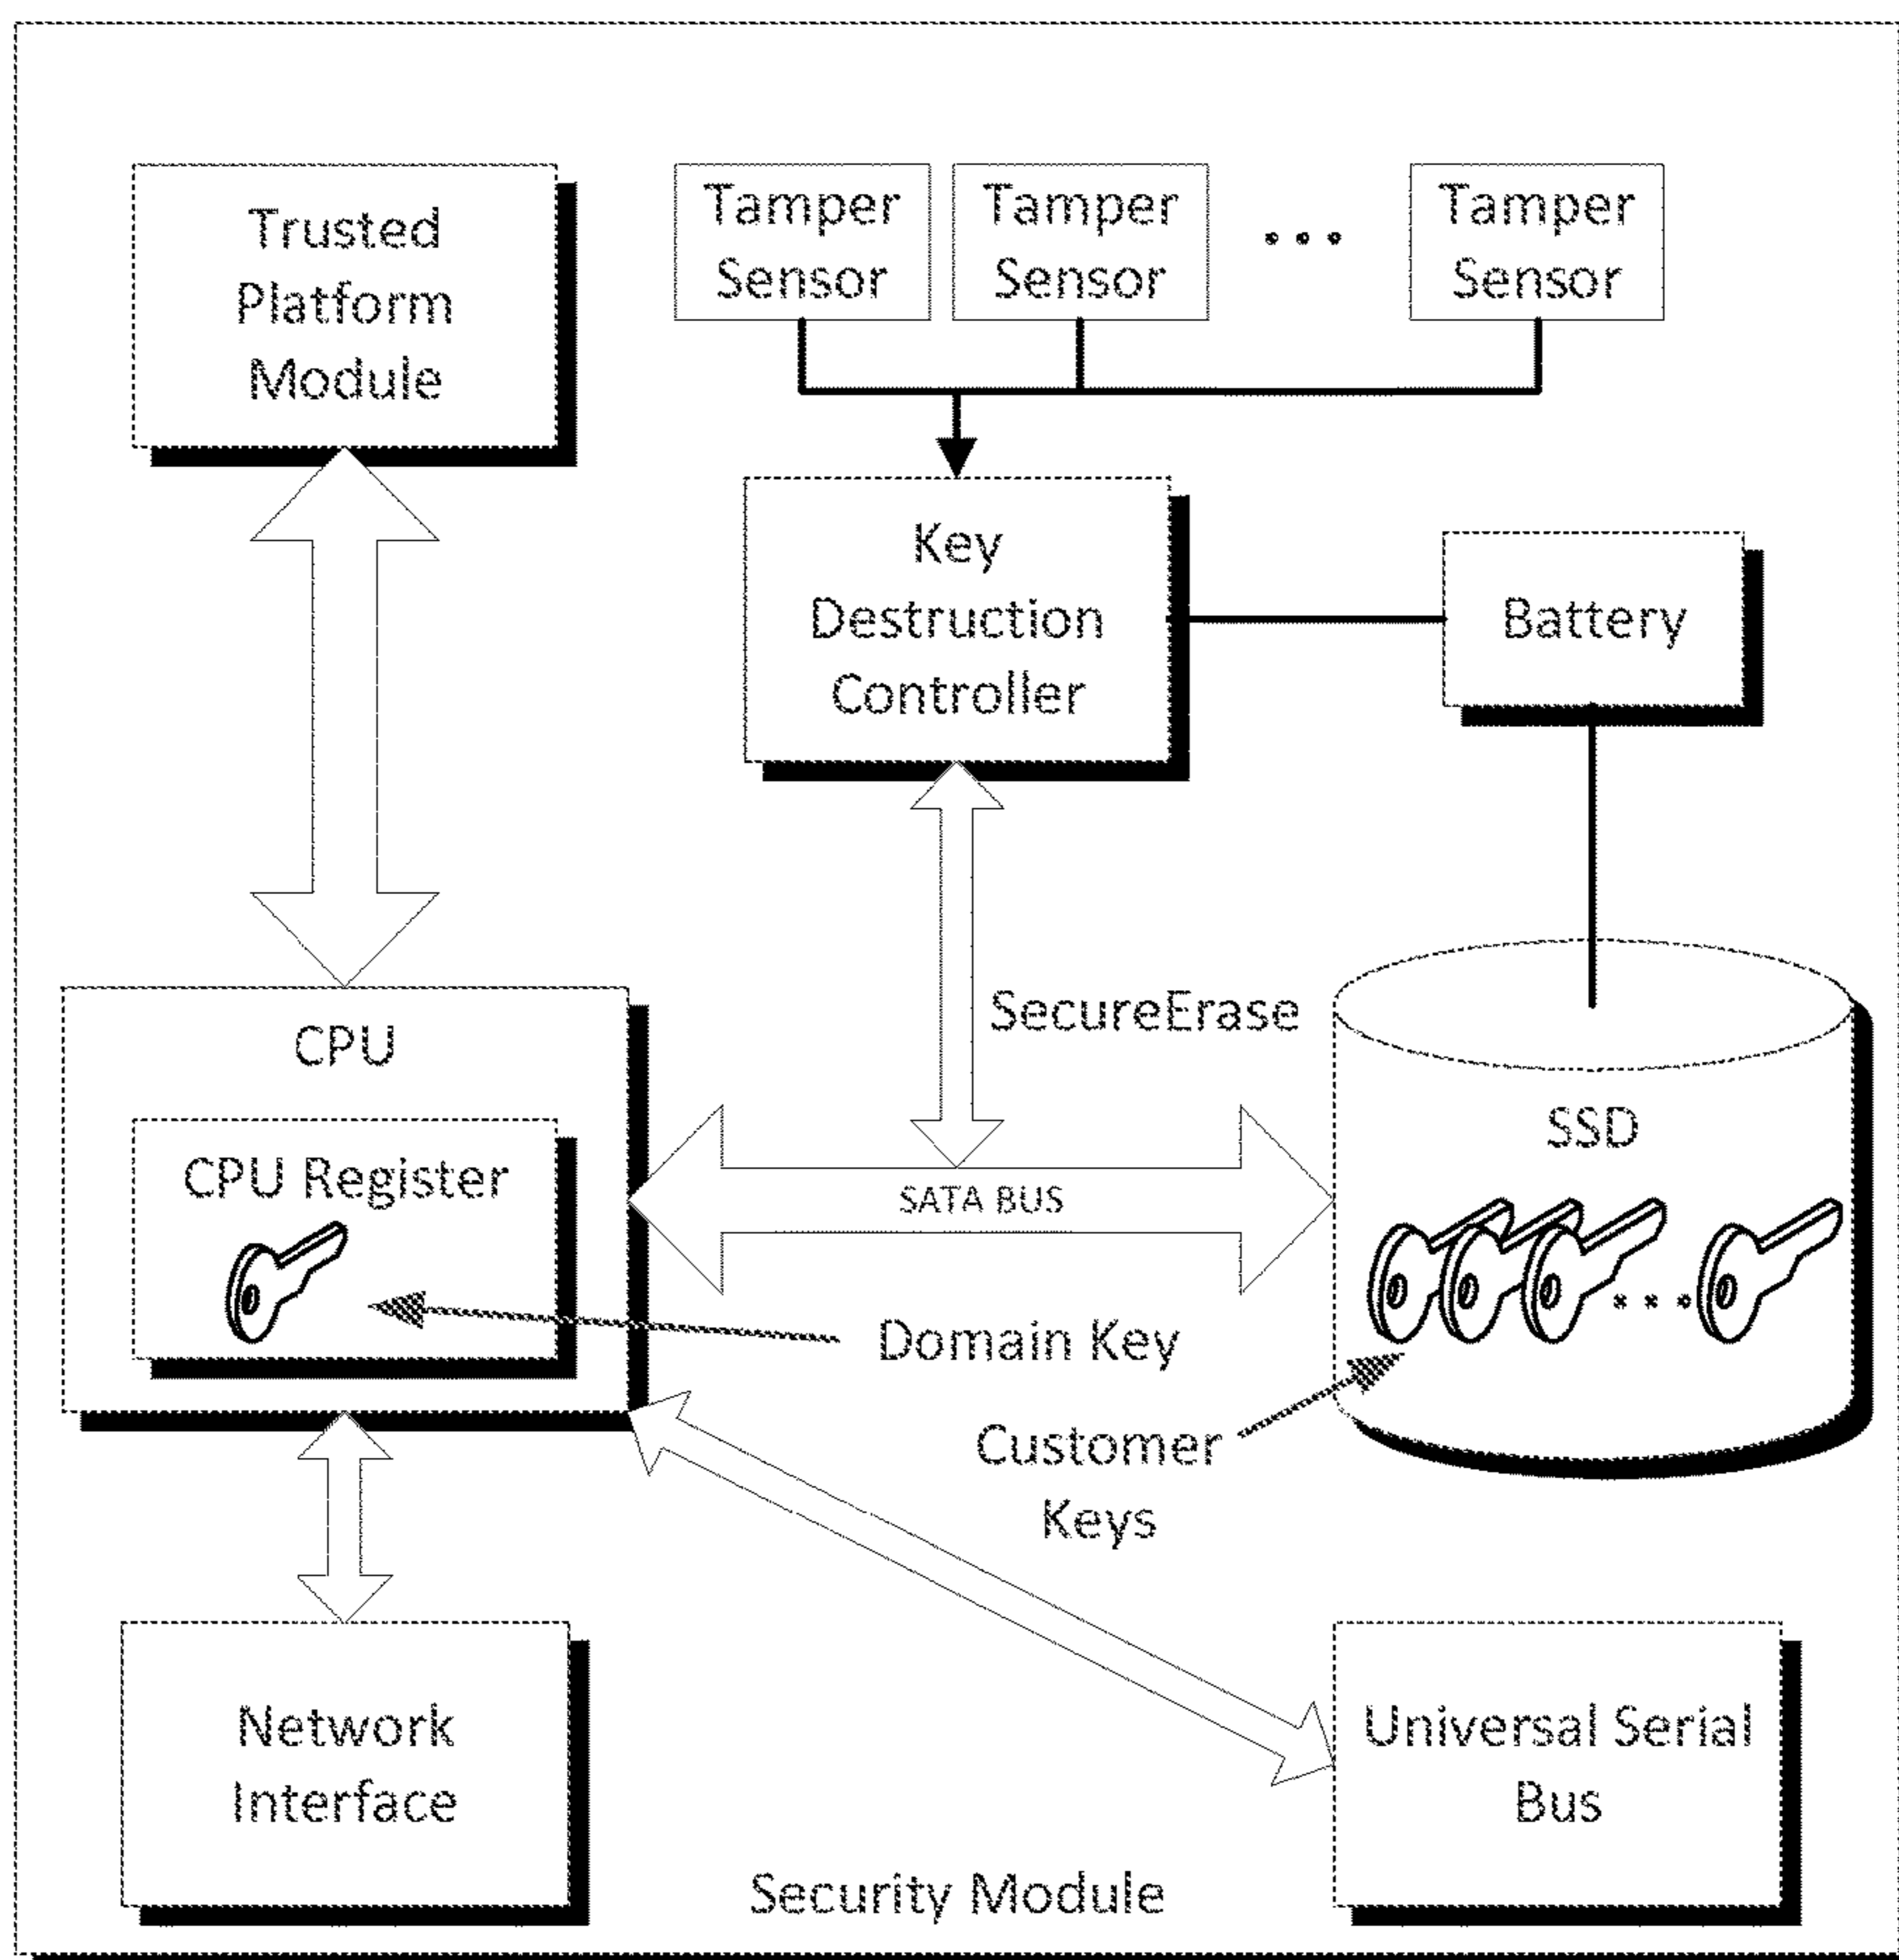 Trusted
Platform
Module
Tamper
Sensor
Tamper
Sensor
Tamper
Sensor
Key
Destruction
Controller
Battery
SecureErase
CPU
CPU Register
SATA BUS
SSD
Domain Key
Customer
Keys
Network
Interface
Universal Serial
Bus
Security Module